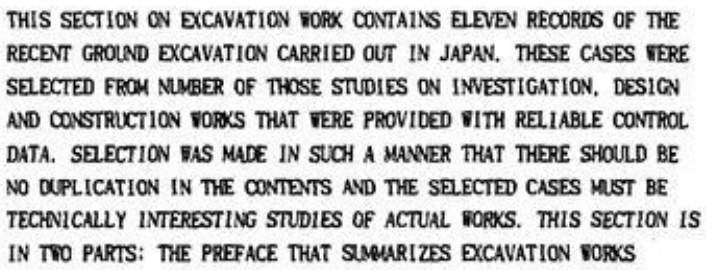 THIS SECTION ON EXCAVATION WORK CONTAINS ELEVEN RECORDS OF THE
RECENT GROUND EXCAVATION CARRIED OUT IN JAPAN. THESE CASES WERE
SELECTED FROM NUMBER OF THOSE STUDIES ON INVESTIGATION, DESIGN
AND CONSTRUCTION WORKS THAT WERE PROVIDED WITH RELIABLE CONTROL
DATA. SELECTION WAS MADE IN SUCH A MANNER THAT THERE SHOULD BE
NO DUPLICATION IN THE CONTENTS AND THE SELECTED CASES MUST BE
TECHNICALLY INTERESTING STUDIES OF ACTUAL WORKS. THIS SECTION IS
IN TWO PARTS: THE PREFACE THAT SUMMARIZES EXCAVATION WORKS